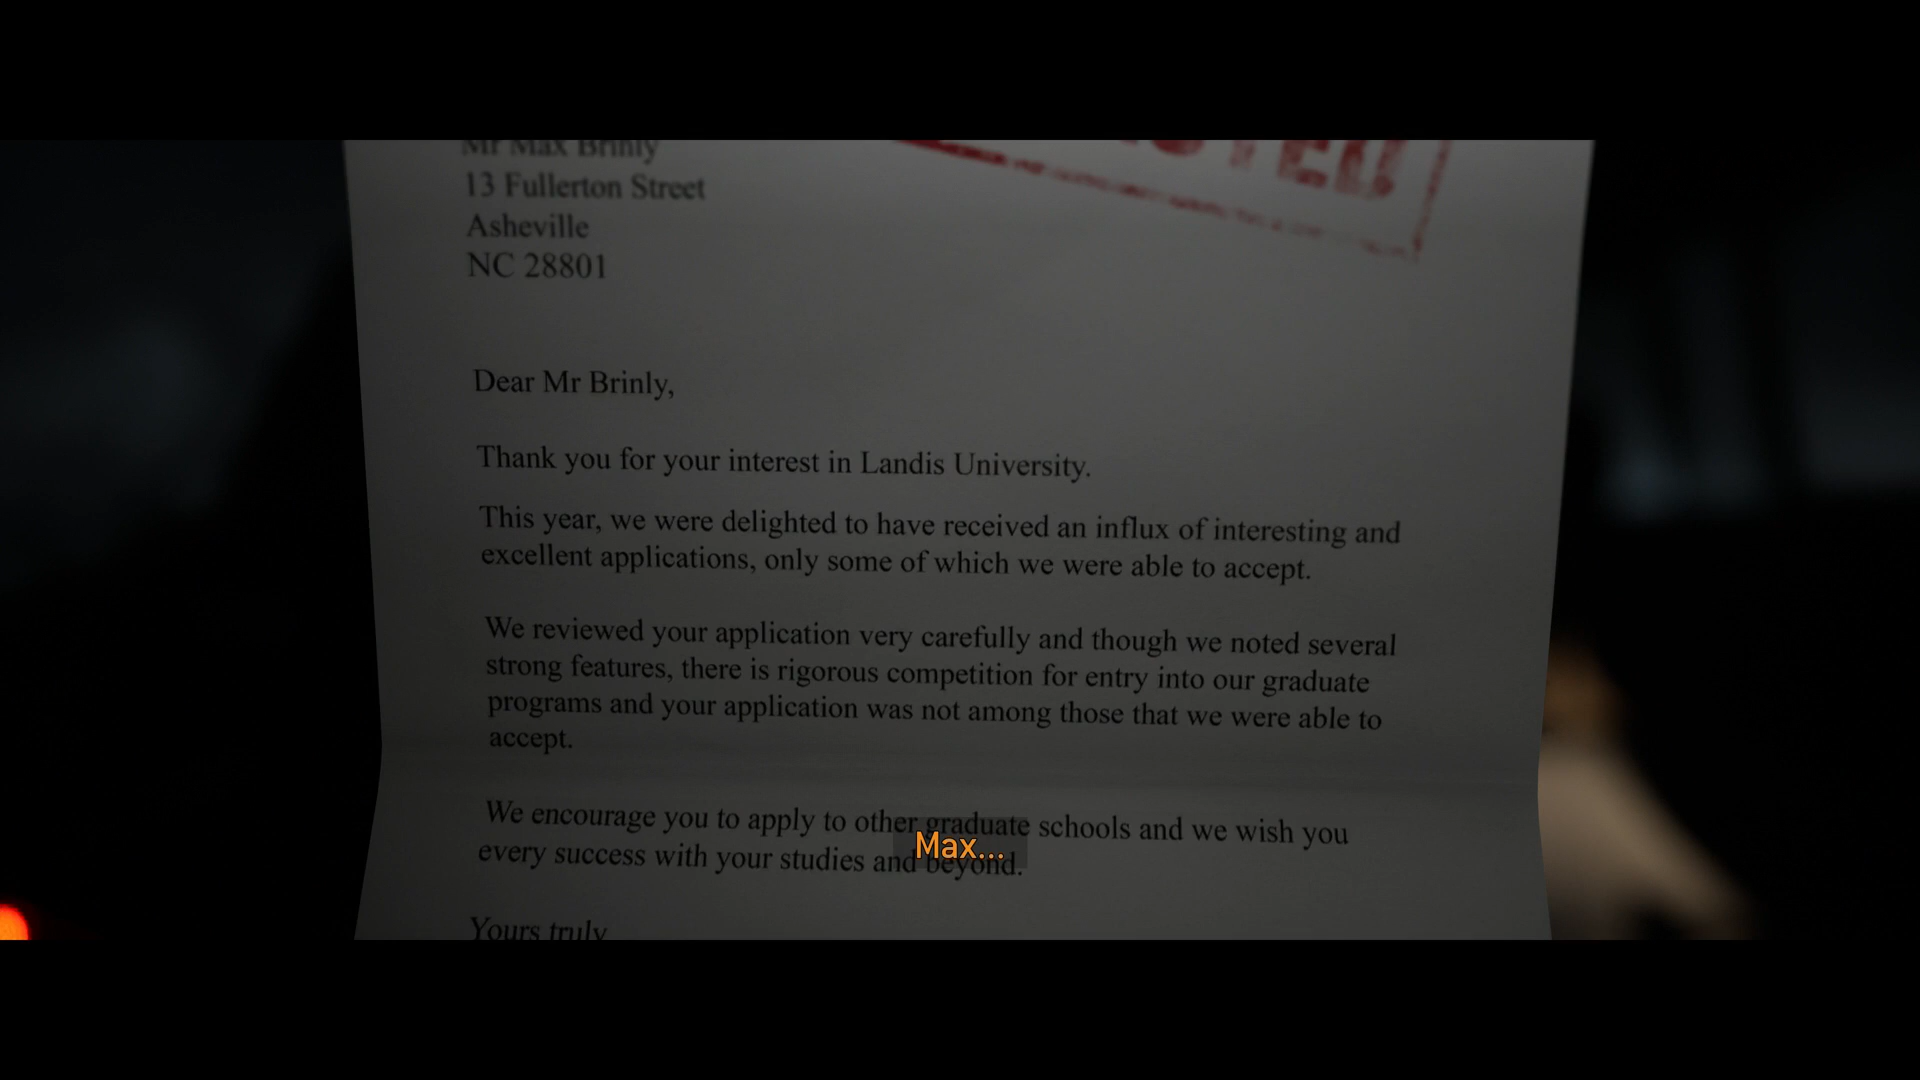 Mr Max Brinly
13 Fullerton Street
Asheville
NC 28801
Dear Mr Brinly,
Thank you for your interest in Landis University.
This year, we were delighted to have received an influx of interesting and
excellent applications, only some of which we were able to accept.
We reviewed your application very carefully and though we noted several
strong features, there is rigorous competition for entry into our graduate
programs and your application was not among those that we were able to
accept.
We encourage you to apply to other graduate schools and we wish you
every success with your studies and beyond.
Max...
Yours truly